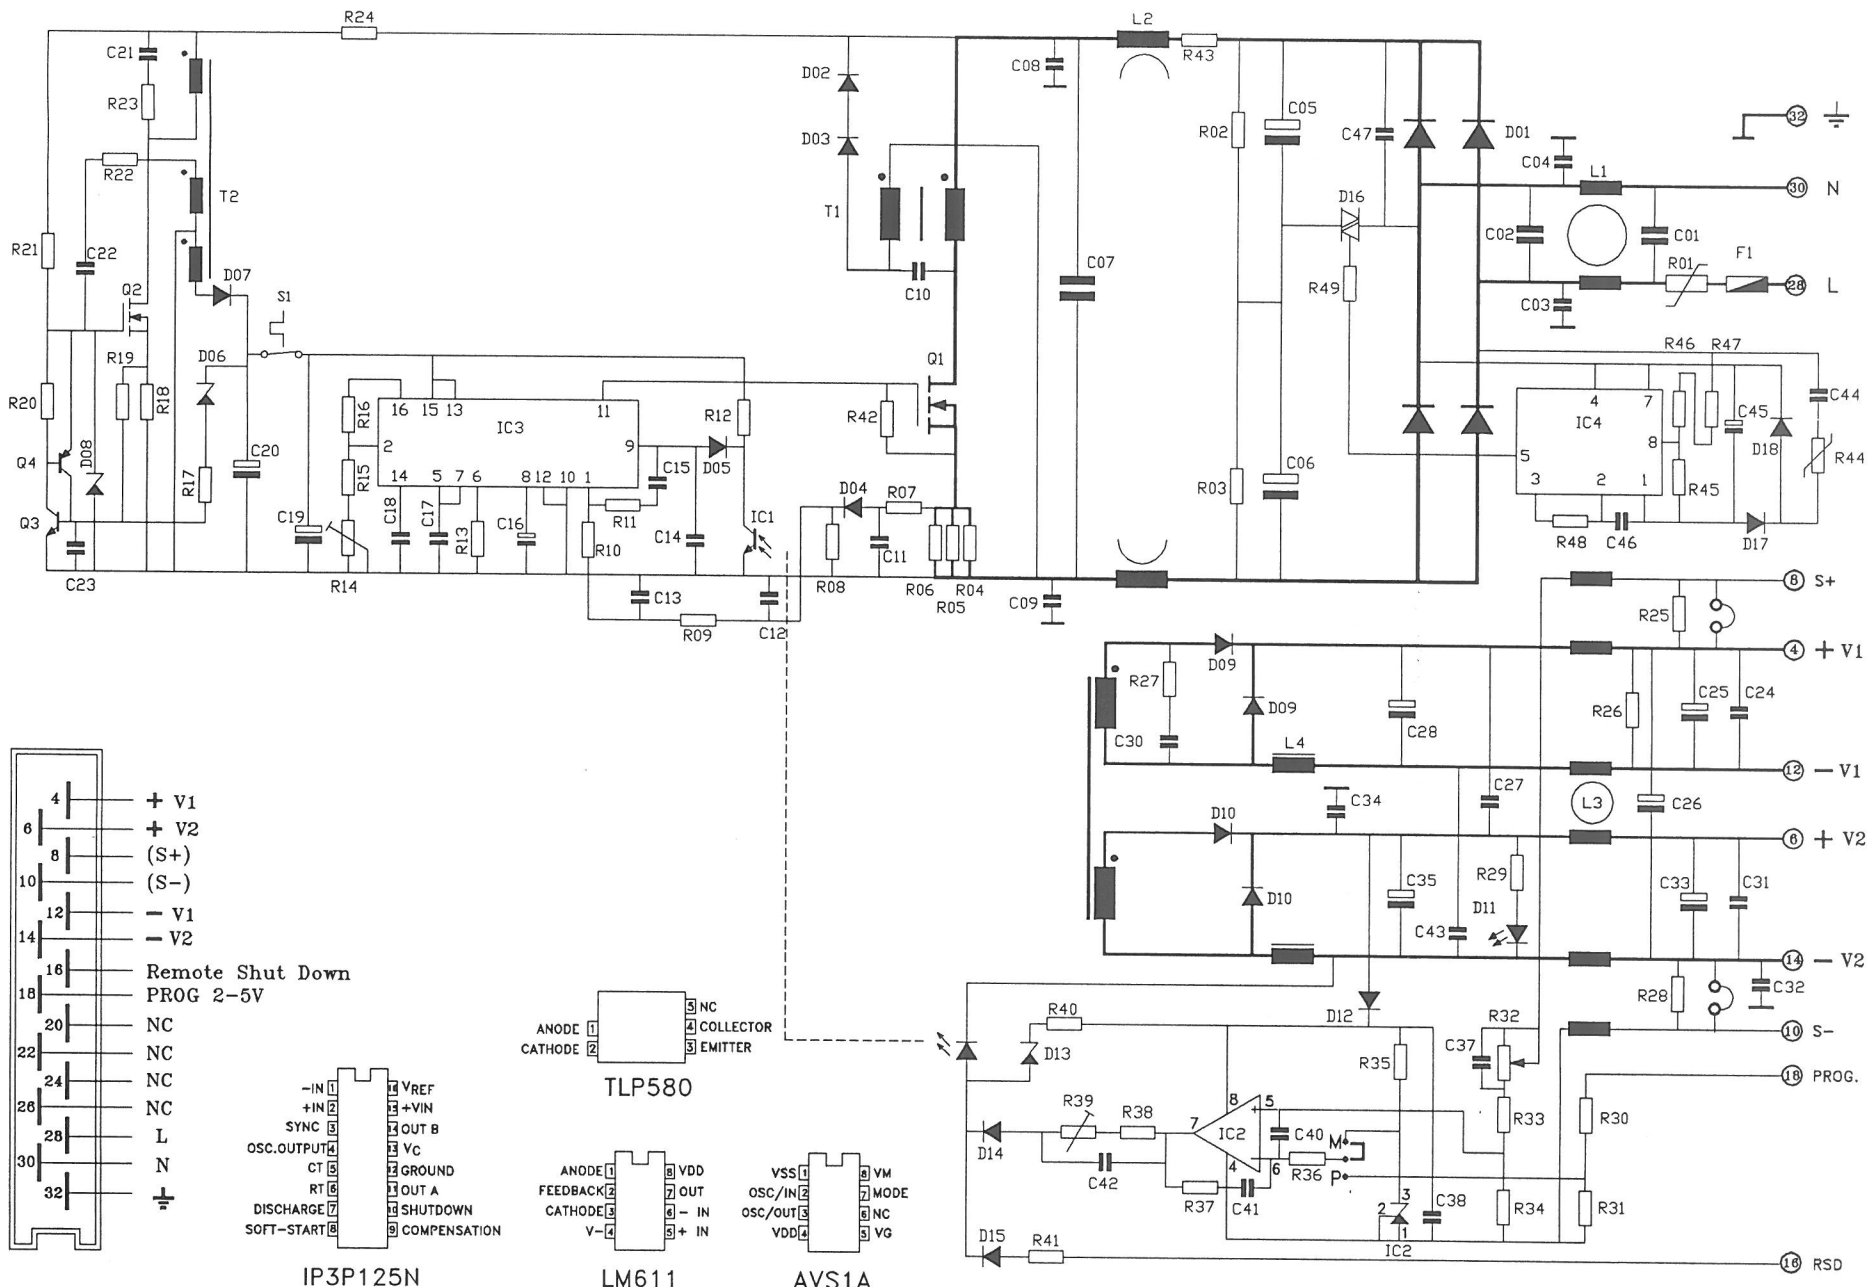 R24
L2
C21
D02
C08
R43
R23
C05
32
D03
R02
C47
D01
C04
L1
R22
30 N
T2
T1
D16
C02
C01
R21
C22
C07
R01
F1
D07
C10
R49
28 L
Q2
S1
C03
R19
D06
Q1
R46
R47
C44
R20
R18
R16
16
15
13
11
R12
R42
4
7
C45
IC3
C06
IC4
8
D18
R44
Q4
D08
2
9
D05
5
C20
R15
14
5
7
6
8
12
10
1
C15
3
2
1
R45
R17
D04
R07
R03
C19
C18
C17
R13
C16
R11
IC1
Q3
R10
C14
C11
R48
C46
D17
C23
R14
R08
R06
R04
R05
C09
8 S+
C13
R25
R09
C12
4 + V1
D09
R27
D09
R26
C25
C24
C30
C28
L4
12 − V1
C27
L3
C26
D10
C34
6 + V2
R29
D10
C35
C33
C31
D11
C43
14 − V2
R28
C32
D12
R32
10 S-
R40
C37
D13
R35
18 PROG.
R39
R38
8
5
+
R33
R30
7
IC2
C40
M
D14
4
−
6
R36
P
C42
R37
C41
3
2
1
C38
R34
R31
IC2
D15
R41
16 RSD
4 + V1
6 + V2
8 (S+)
10 (S-)
12 − V1
14 − V2
16 Remote Shut Down
18 PROG 2-5V
20 NC
22 NC
24 NC
26 NC
28 L
30 N
32
-IN 1 16 VREF
+IN 2 15 +VIN
SYNC 3 14 OUT B
OSC.OUTPUT 4 13 VC
CT 5 12 GROUND
RT 6 11 OUT A
DISCHARGE 7 10 SHUTDOWN
SOFT-START 8 9 COMPENSATION
IP3P125N
5 NC
ANODE 1 4 COLLECTOR
CATHODE 2 3 EMITTER
TLP580
ANODE 1 8 VDD
FEEDBACK 2 7 OUT
CATHODE 3 6 - IN
V- 4 5 + IN
LM611
VSS 1 8 VM
OSC/IN 2 7 MODE
OSC/OUT 3 6 NC
VDD 4 5 VG
AVS1A